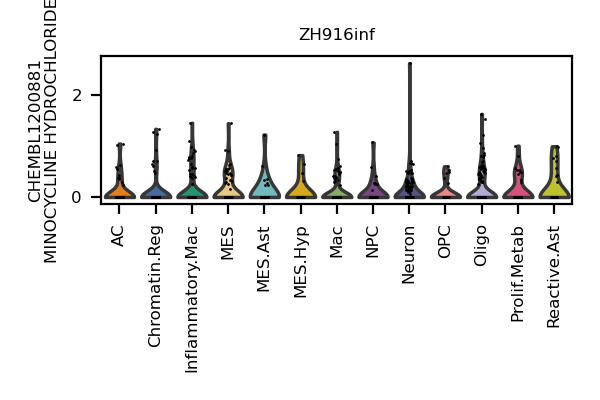 ZH916inf
CHEMBL1200881
MINOCYCLINE HYDROCHLORIDE
2
0
AC
Chromatin.Reg
Inflammatory.Mac
MES
MES.Ast
MES.Hyp
Mac
NPC
Neuron
OPC
Oligo
Prolif.Metab
Reactive.Ast